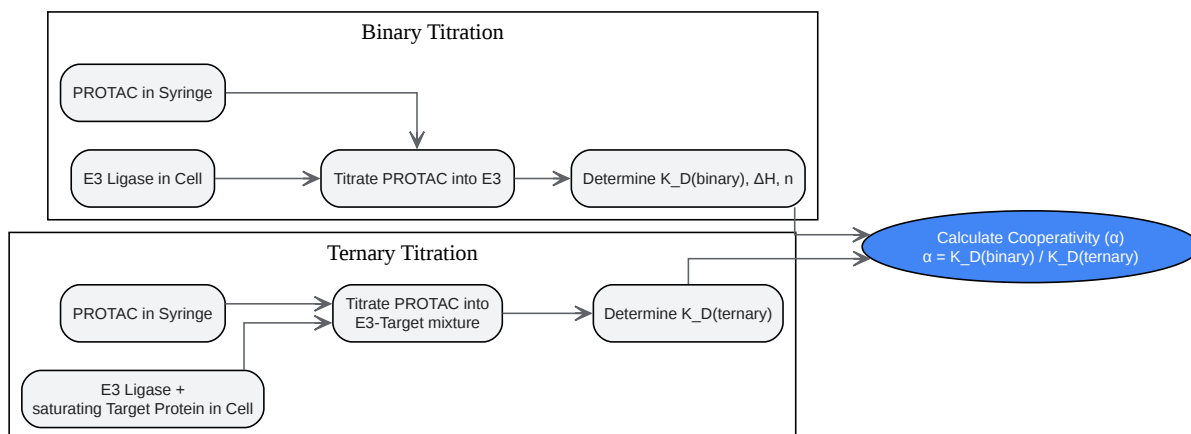 Binary Titration
PROTAC in Syringe
E3 Ligase in Cell
Titrate PROTAC into E3
Determine K_D(binary), ΔH, n
Ternary Titration
PROTAC in Syringe
E3 Ligase +
saturating Target Protein in Cell
Titrate PROTAC into
E3-Target mixture
Determine K_D(ternary)
Calculate Cooperativity (α)
α = K_D(binary) / K_D(ternary)